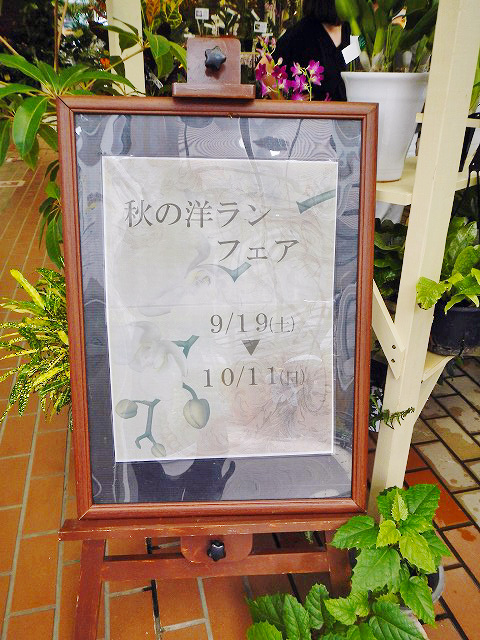 秋の洋ラン
フェア
9/19(土)
▼
10/11(日)